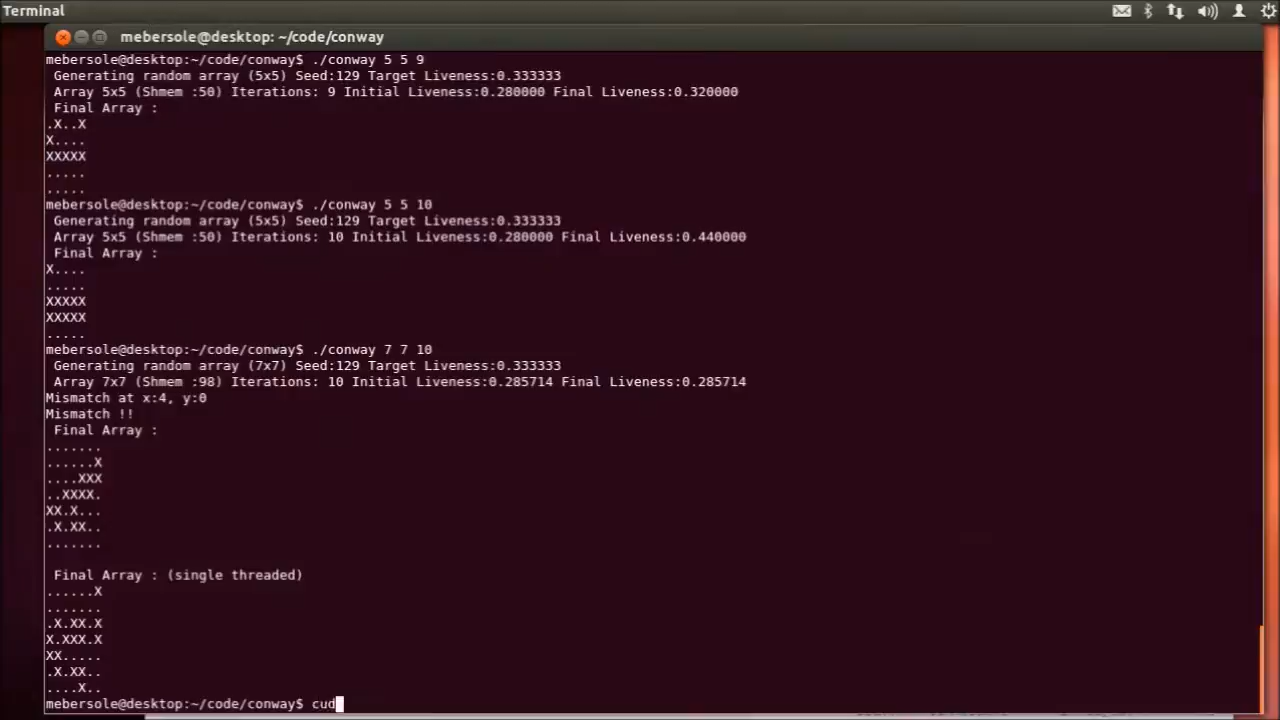 Terminal
mebersole@desktop: ~/code/conway
mebersole@desktop:~/code/conway$ ./conway 5 5 9
Generating random array (5x5) Seed:129 Target Liveness:0.333333
Array 5x5 (Shmem :50) Iterations: 9 Initial Liveness:0.280000 Final Liveness:0.320000
Final Array :
.X..X
X....
XXXXX
.....
.....
mebersole@desktop:~/code/conway$ ./conway 5 5 10
Generating random array (5x5) Seed:129 Target Liveness:0.333333
Array 5x5 (Shmem :50) Iterations: 10 Initial Liveness:0.280000 Final Liveness:0.440000
Final Array :
X....
.....
XXXXX
XXXXX
.....
mebersole@desktop:~/code/conway$ ./conway 7 7 10
Generating random array (7x7) Seed:129 Target Liveness:0.333333
Array 7x7 (Shmem :98) Iterations: 10 Initial Liveness:0.285714 Final Liveness:0.285714
Mismatch at x:4, y:0
Mismatch !!
Final Array :
.......
......X
....XXX
..XXXX.
XX.X...
.X.XX..
.......
Final Array : (single threaded)
......X
.......
.X.XX.X
X.XXX.X
XX.....
.X.XX..
....X..
mebersole@desktop:~/code/conway$ cud